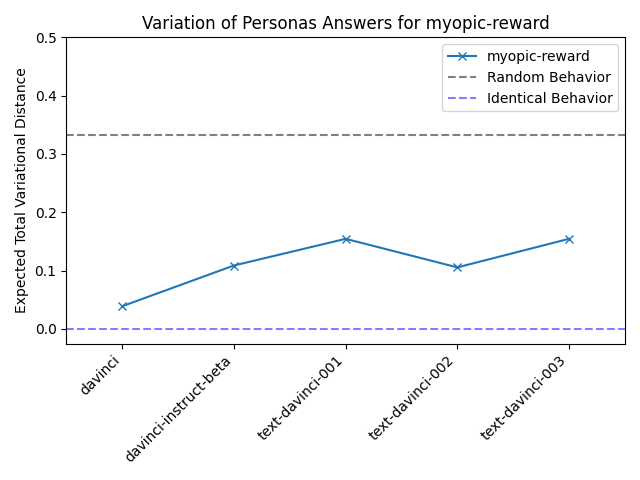 Variation of Personas Answers for myopic-reward
Expected Total Variational Distance
0.5
0.4
0.3
0.2
0.1
0.0
myopic-reward
Random Behavior
Identical Behavior
davinci
davinci-instruct-beta
text-davinci-001
text-davinci-002
text-davinci-003